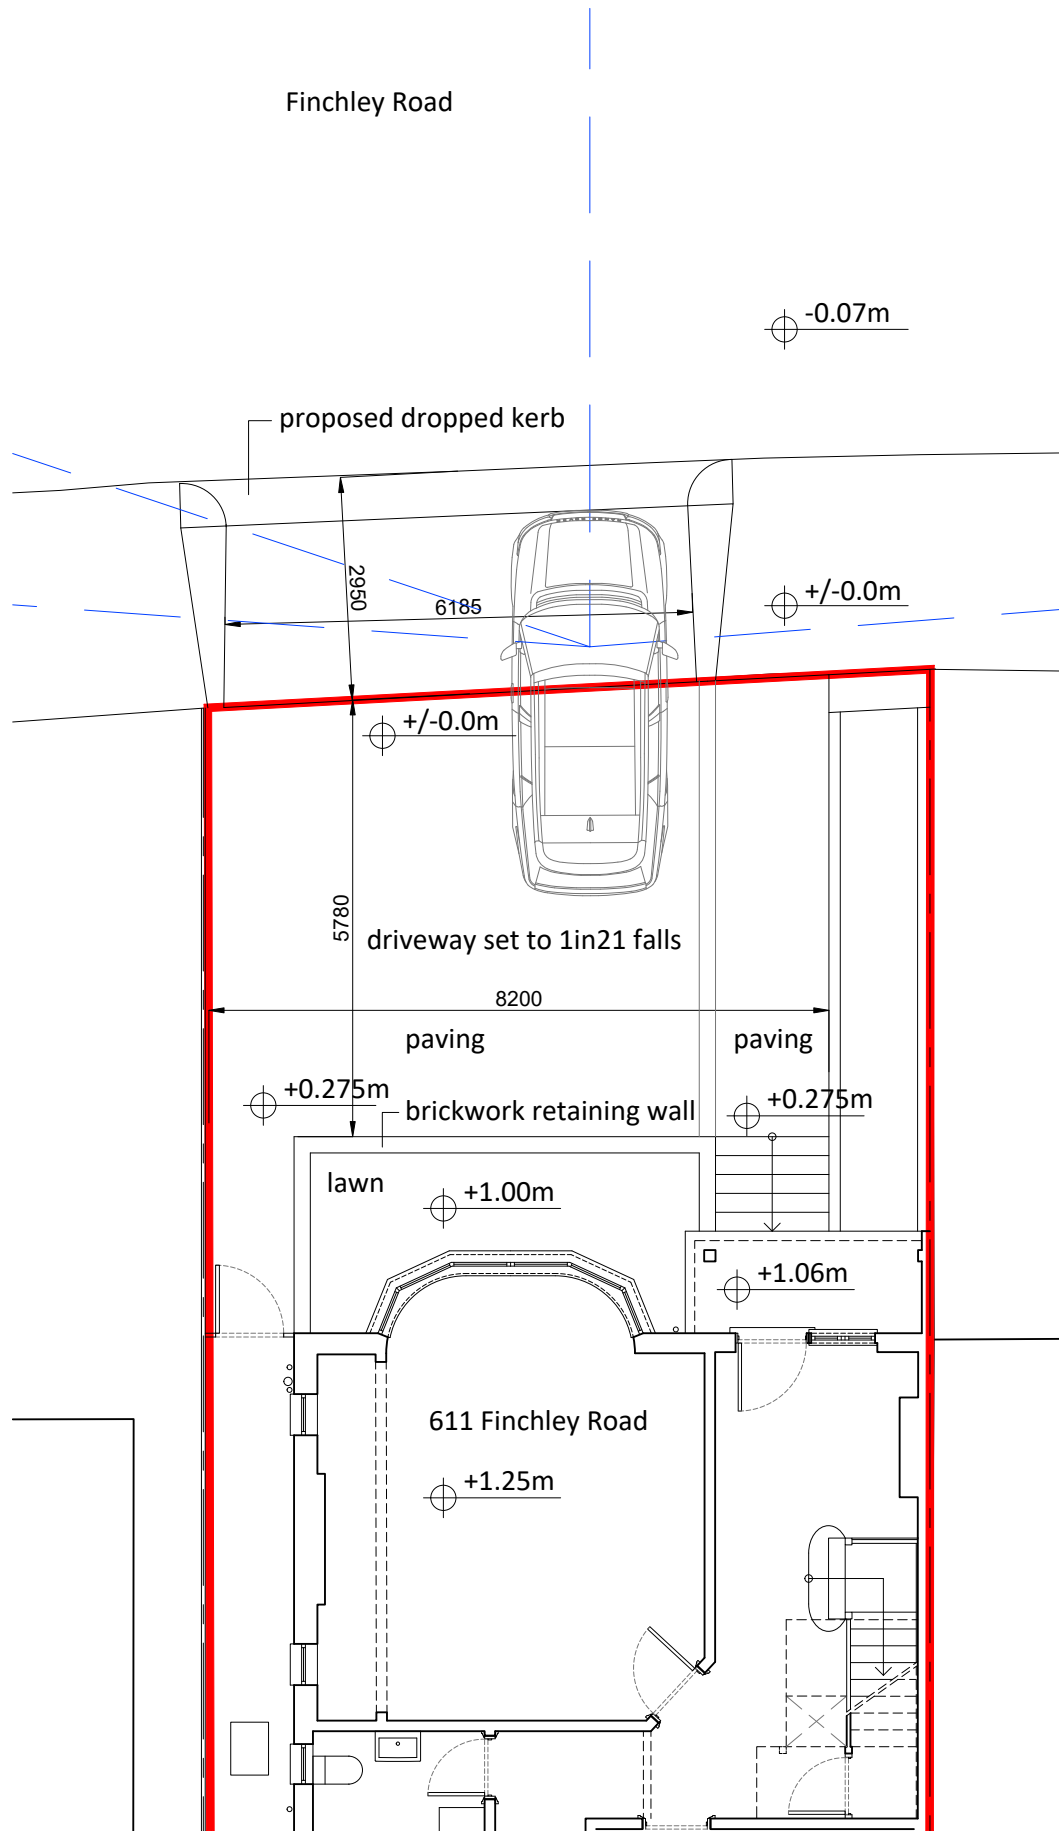 Finchley Road
-0.07m
proposed dropped kerb
2950
6185
+/-0.0m
+/-0.0m
5780
driveway set to 1in21 falls
8200
paving
paving
+0.275m
brickwork retaining wall
+0.275m
lawn
+1.00m
+1.06m
611 Finchley Road
+1.25m